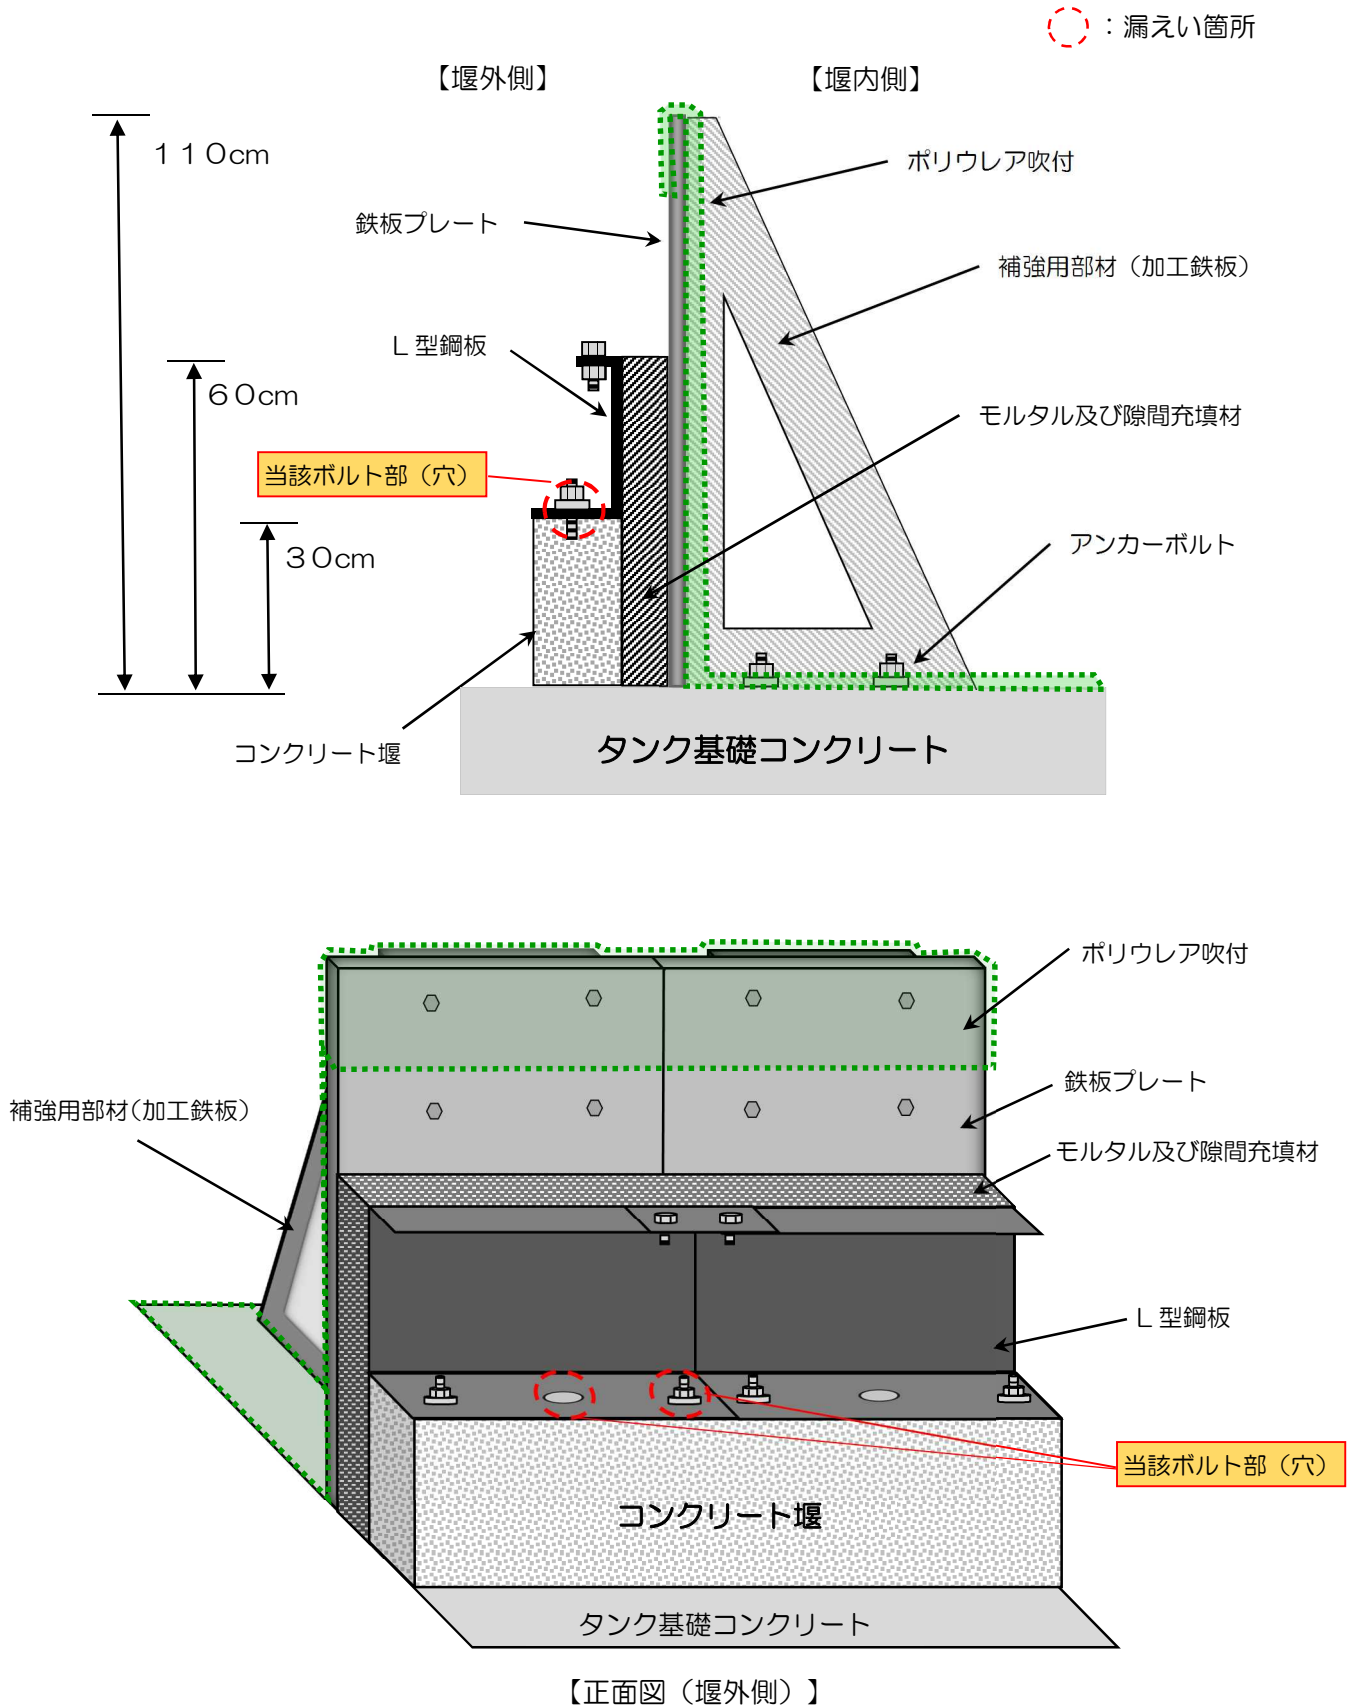 ：漏えい箇所
【堰外側】
【堰内側】
１１０cm
ポリウレア吹付
鉄板プレート
補強用部材（加工鉄板）
Ｌ型鋼板
６０cm
モルタル及び隙間充填材
当該ボルト部（穴）
３０cm
アンカーボルト
コンクリート堰
タンク基礎コンクリート
ポリウレア吹付
鉄板プレート
補強用部材（加工鉄板）
モルタル及び隙間充填材
Ｌ型鋼板
当該ボルト部（穴）
コンクリート堰
タンク基礎コンクリート
【正面図（堰外側）】